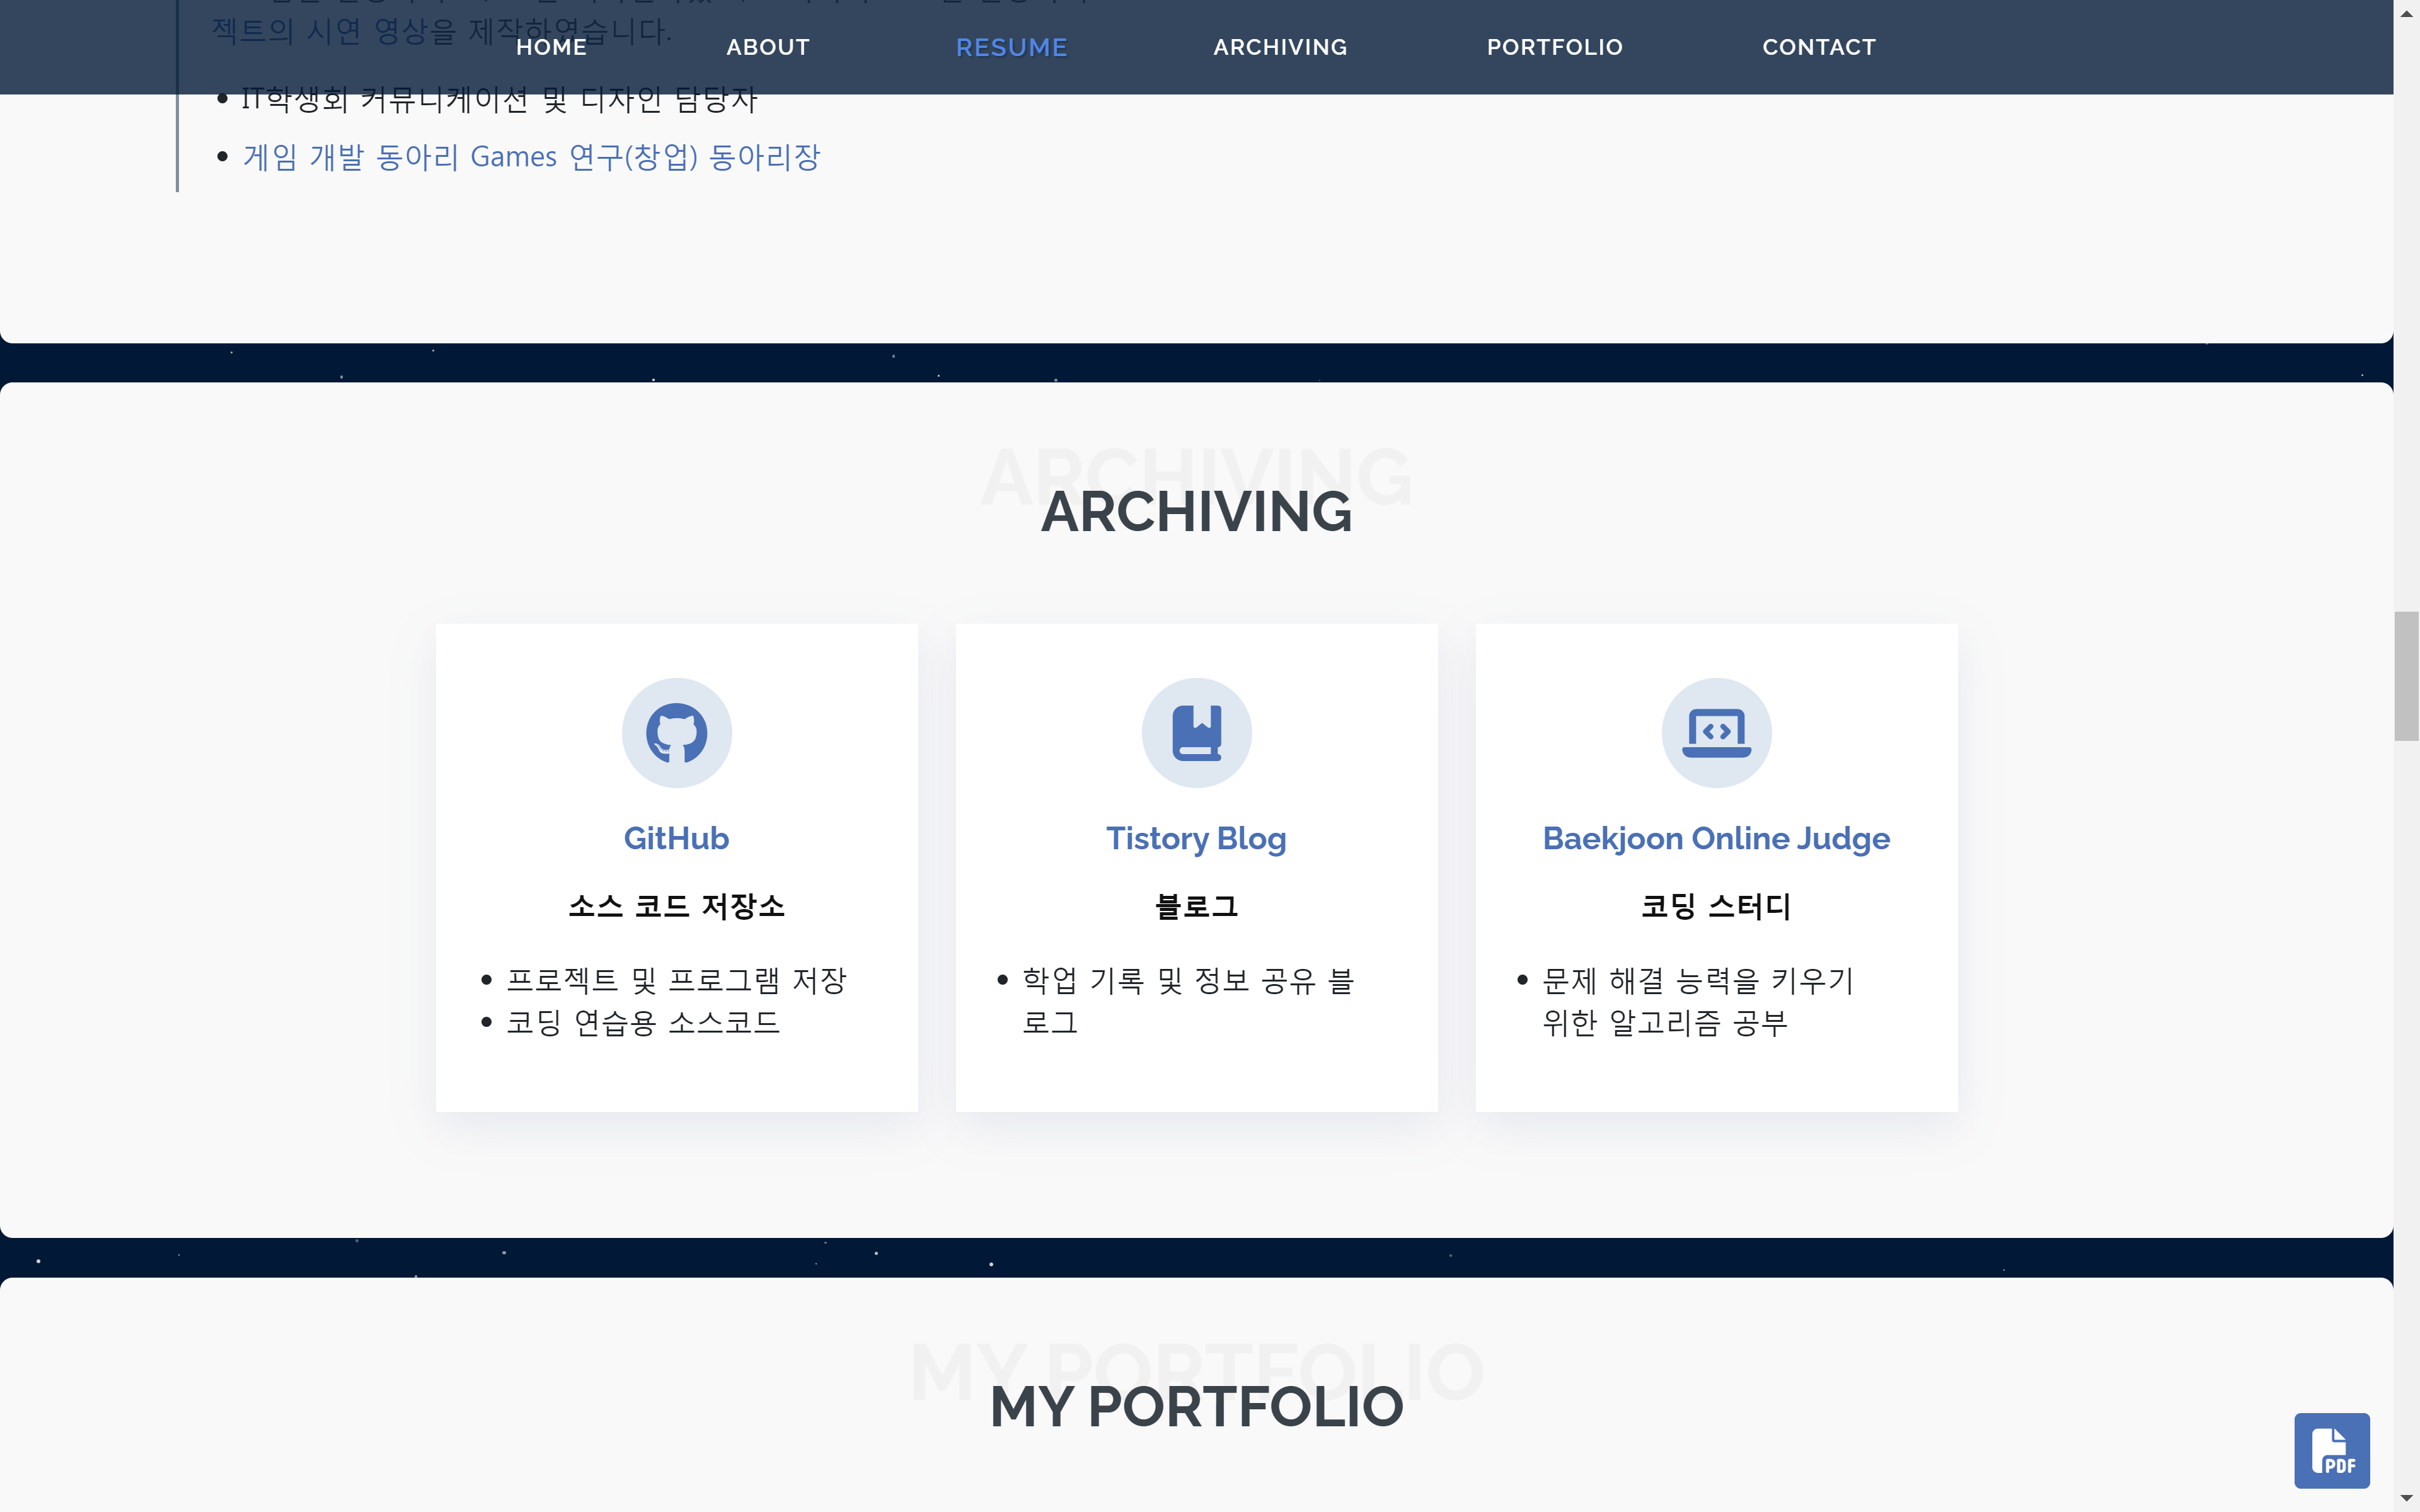 젝트의 시연 영상을 제작하였습니다.
HOME ABOUT RESUME ARCHIVING PORTFOLIO CONTACT
IT학생회 커뮤니케이션 및 디자인 담당자
게임 개발 동아리 Games 연구(창업) 동아리장
ARCHIVING
ARCHIVING
GitHub
소스 코드 저장소
프로젝트 및 프로그램 저장
코딩 연습용 소스코드
Tistory Blog
블로그
학업 기록 및 정보 공유 블
로그
Baekjoon Online Judge
코딩 스터디
문제 해결 능력을 키우기
위한 알고리즘 공부
MY PORTFOLIO
MY PORTFOLIO
PDF